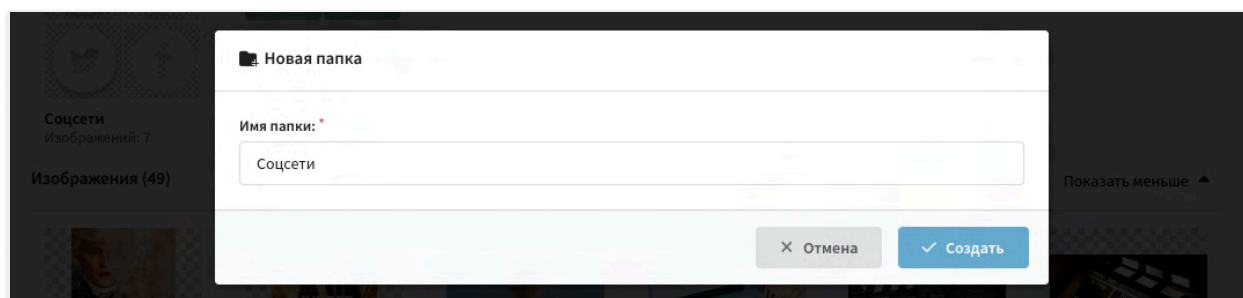 Новая папка
Соцсети
Изображений: 7
Имя папки: *
Соцсети
Изображения (49)
Показать меньше
Отмена
Создать